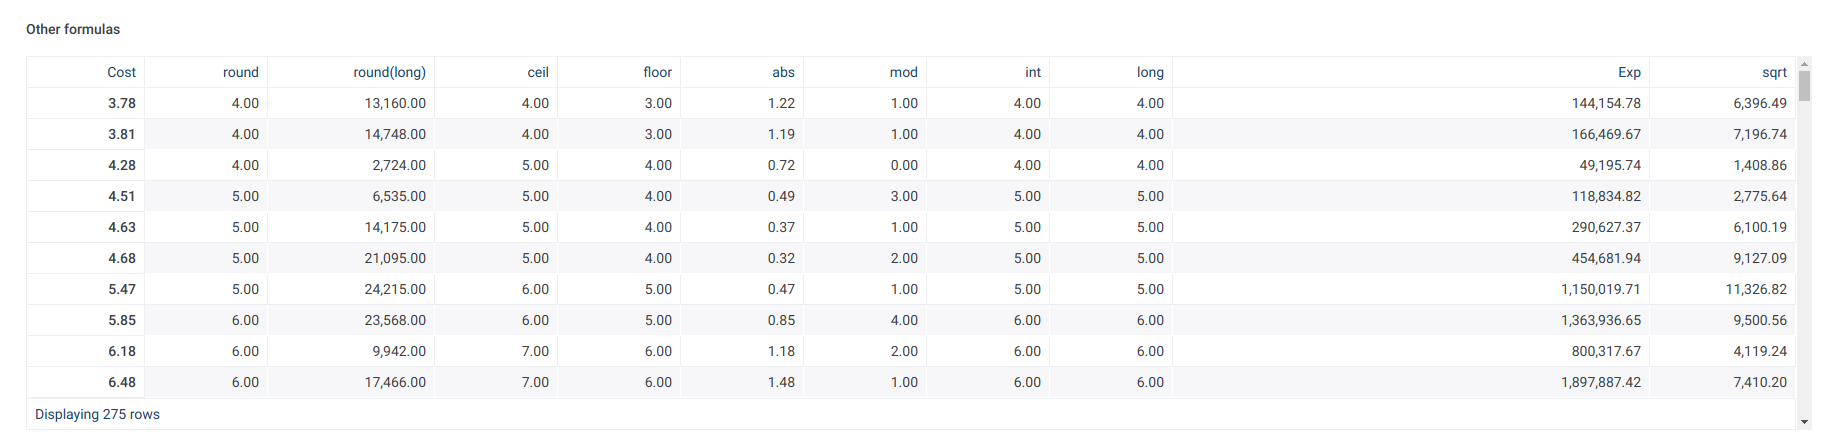 Other formulas
Cost round round(long) ceil floor abs mod int long Exp sqrt
3.78 4.00 13,160.00 4.00 3.00 1.22 1.00 4.00 4.00 144,154.78 6,396.49
3.81 4.00 14,748.00 4.00 3.00 1.19 1.00 4.00 4.00 166,469.67 7,196.74
4.28 4.00 2,724.00 5.00 4.00 0.72 0.00 4.00 4.00 49,195.74 1,408.86
4.51 5.00 6,535.00 5.00 4.00 0.49 3.00 5.00 5.00 118,834.82 2,775.64
4.63 5.00 14,175.00 5.00 4.00 0.37 1.00 5.00 5.00 290,627.37 6,100.19
4.68 5.00 21,095.00 5.00 4.00 0.32 2.00 5.00 5.00 454,681.94 9,127.09
5.47 5.00 24,215.00 6.00 5.00 0.47 1.00 5.00 5.00 1,150,019.71 11,326.82
5.85 6.00 23,568.00 6.00 5.00 0.85 4.00 6.00 6.00 1,363,936.65 9,500.56
6.18 6.00 9,942.00 7.00 6.00 1.18 2.00 6.00 6.00 800,317.67 4,119.24
6.48 6.00 17,466.00 7.00 6.00 1.48 1.00 6.00 6.00 1,897,887.42 7,410.20
Displaying 275 rows